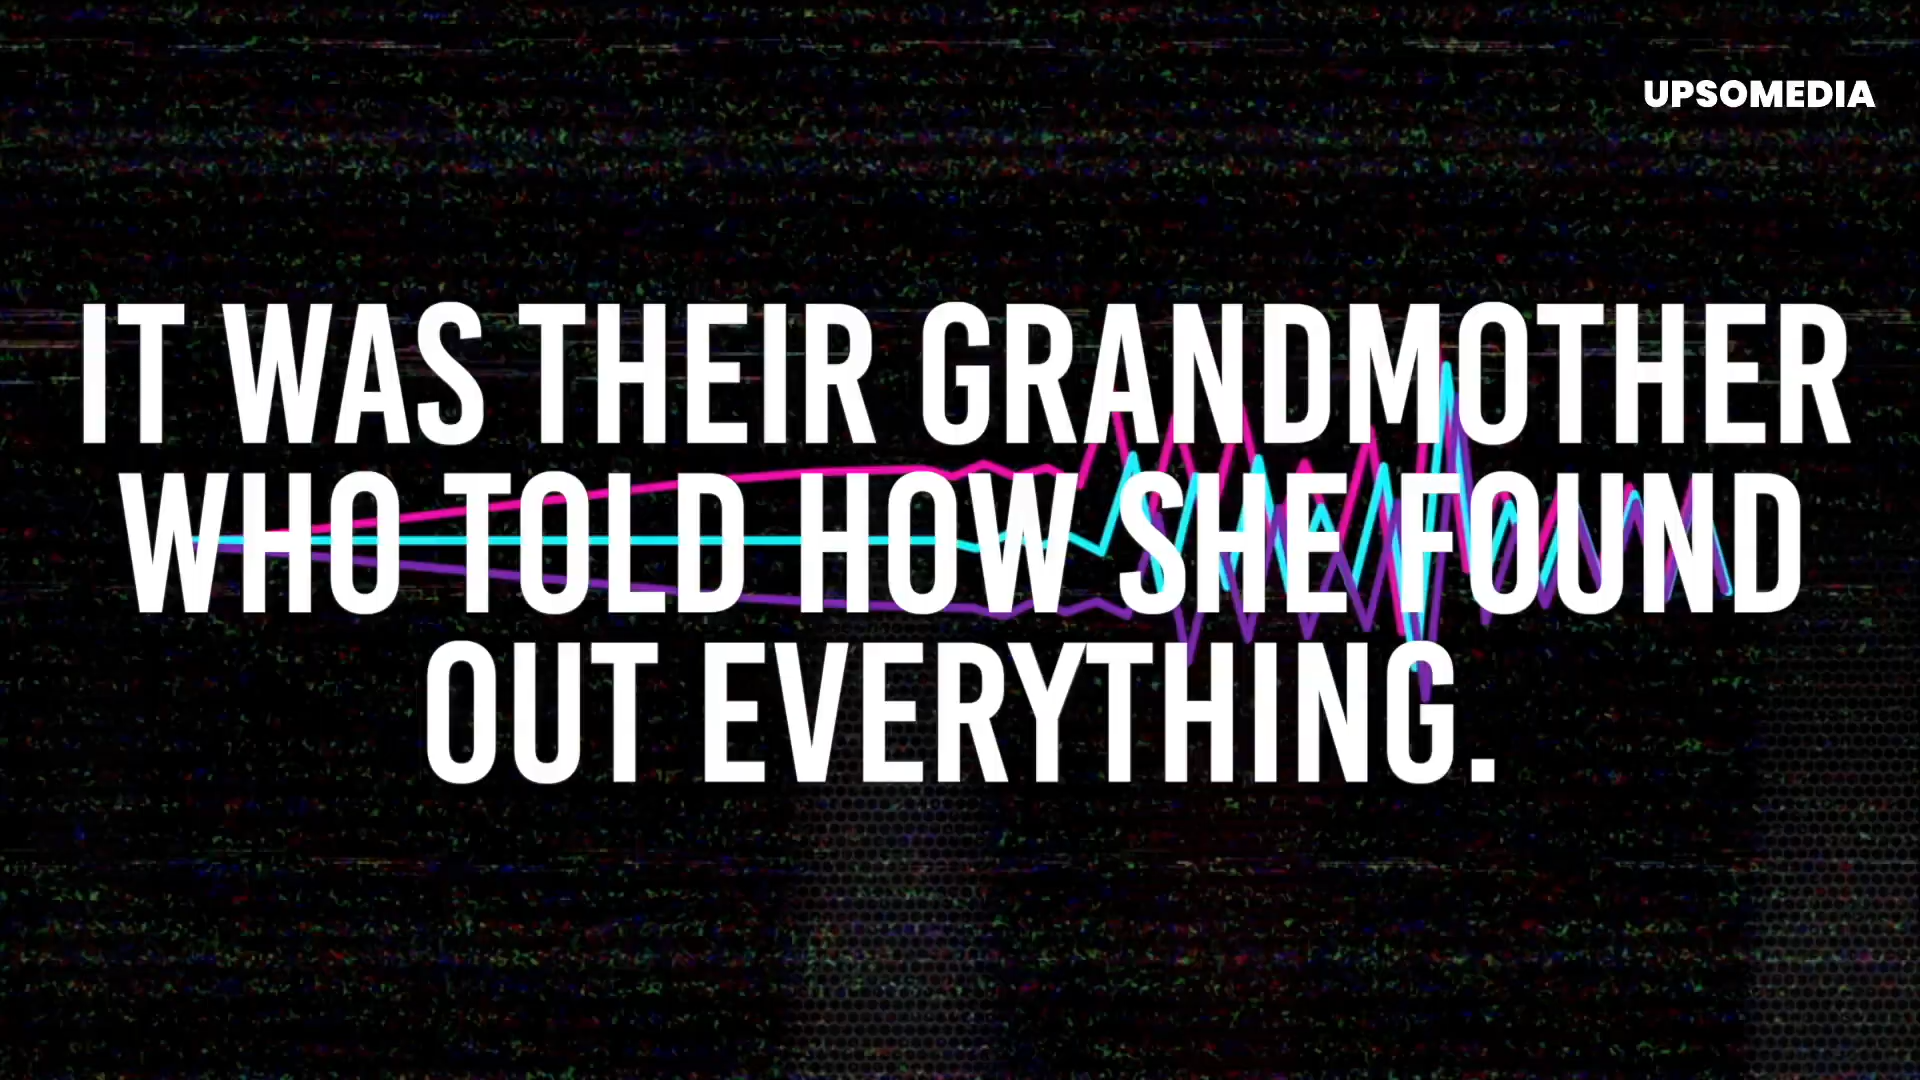 UPSOMEDIA
IT WAS THEIR GRANDMOTHER
WHO TOLD HOW SHE FOUND
OUT EVERYTHING.